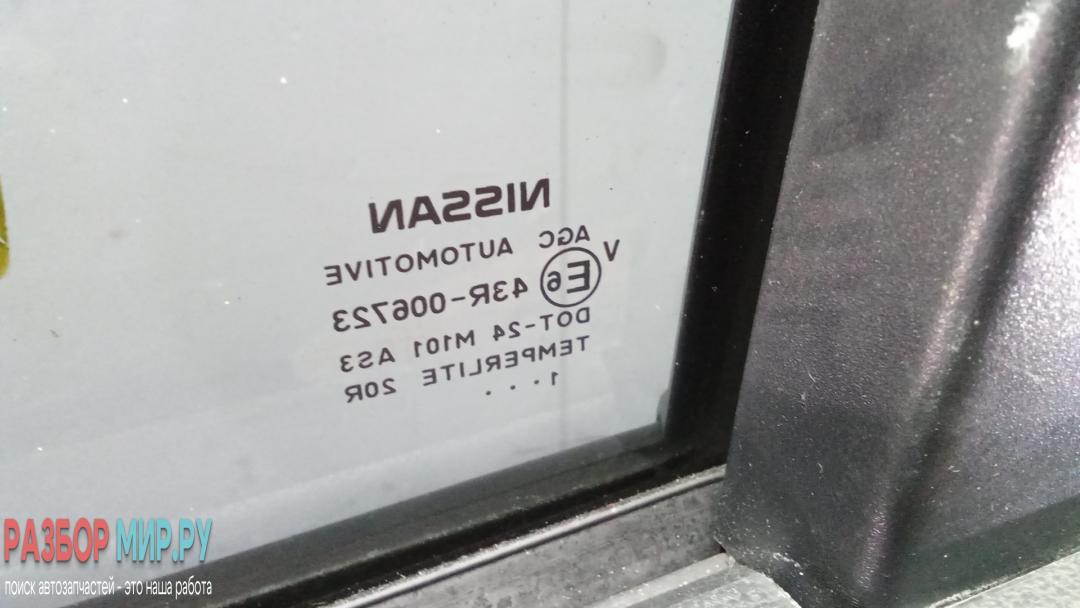 NISSAN
AGC AUTOMOTIVE
V
E6 43R-006723
DOT-24 M101 AS3
TEMPERLITE 20R
1 . . .
РАЗБОР МИР.РУ
поиск автозапчастей - это наша работа